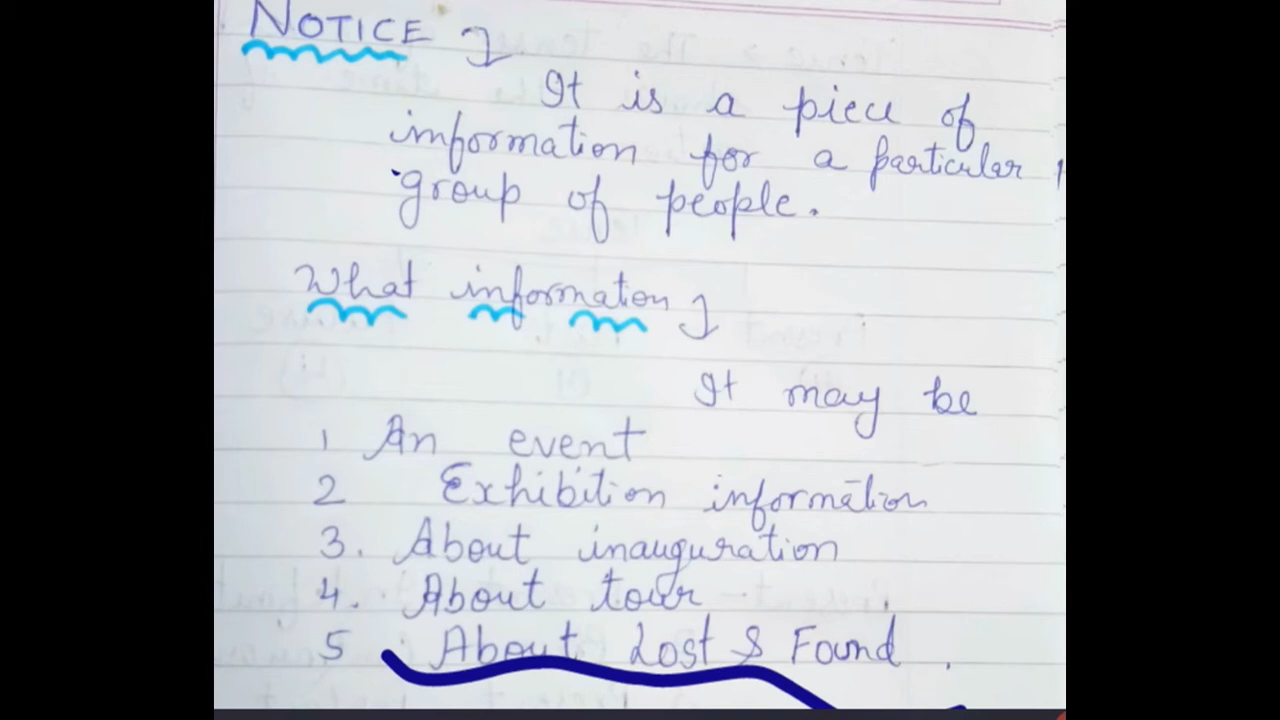 NOTICE
It is a piece of
information for a particular
group of people.
What information
It may be
1 An event
2 Exhibition information
3. About inauguration
4. About tour
5 About Lost & Found.